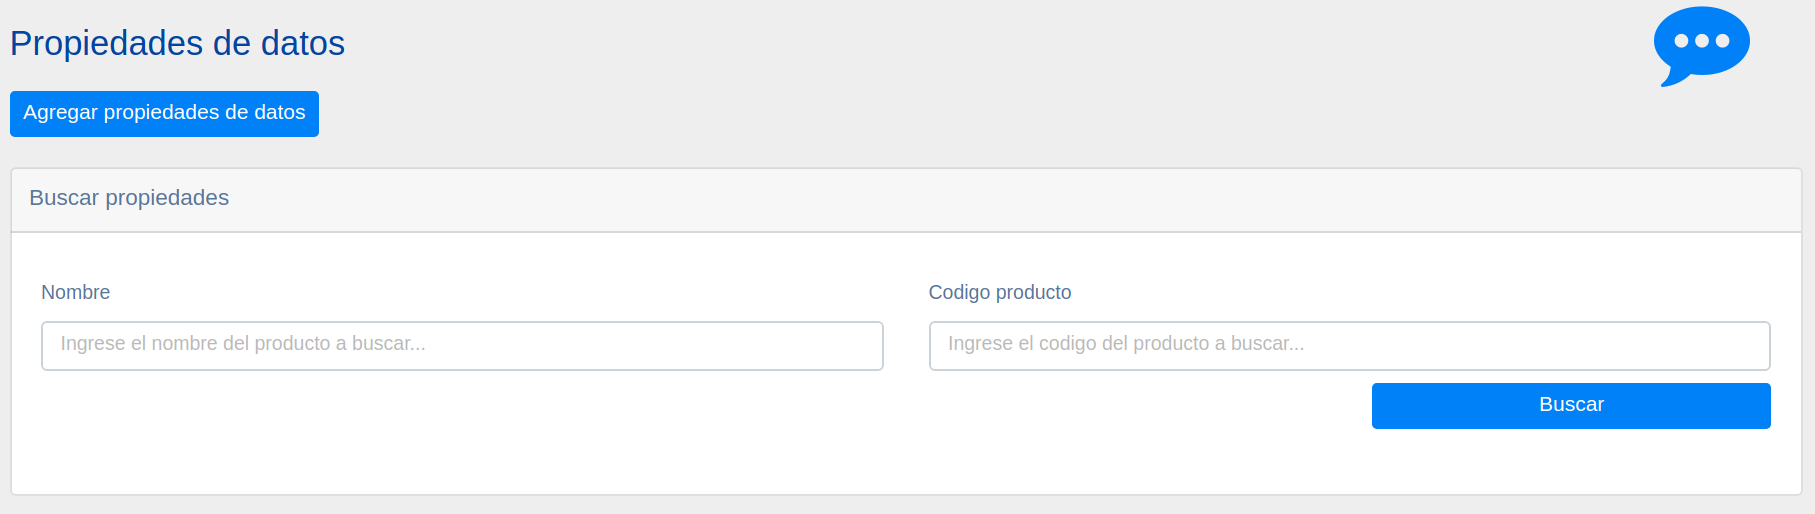 Propiedades de datos
Agregar propiedades de datos
Buscar propiedades
Nombre
Codigo producto
Ingrese el nombre del producto a buscar...
Ingrese el codigo del producto a buscar...
Buscar